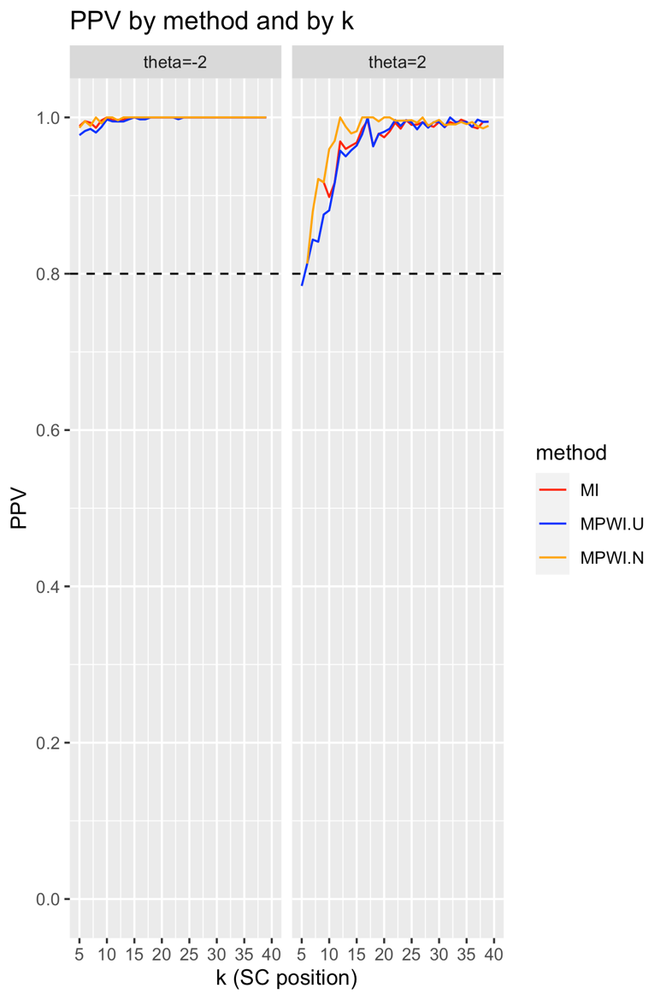 PPV by method and by k
theta=-2
theta=2
1.0
0.8
0.6
0.4
0.2
0.0
PPV
5 10 15 20 25 30 35 40
5 10 15 20 25 30 35 40
k (SC position)
method
MI
MPWI.U
MPWI.N